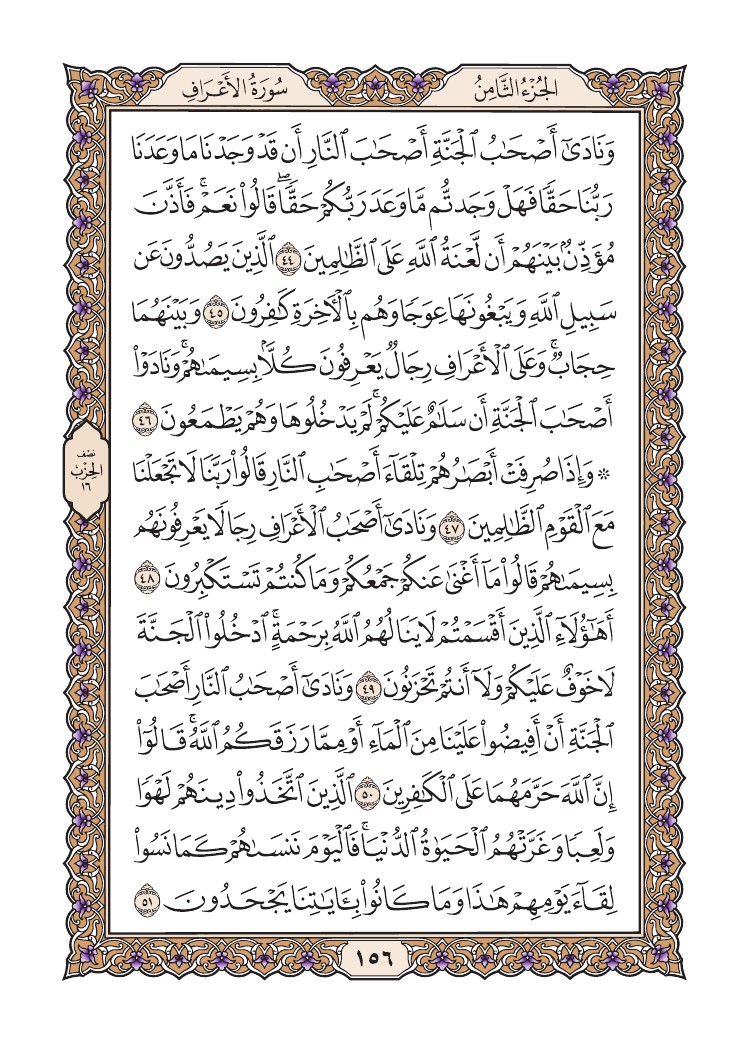 الجُزْءُ الثَّامِنُ
سُورَةُ الأَعْرَافِ
وَنَادَىٰٓ أَصْحَٰبُ ٱلْجَنَّةِ أَصْحَٰبَ ٱلنَّارِ أَن قَدْ وَجَدْنَا مَا وَعَدَنَا
رَبُّنَا حَقًّا فَهَلْ وَجَدتُّم مَّا وَعَدَ رَبُّكُمْ حَقًّا ۖ قَالُوا۟ نَعَمْ ۚ فَأَذَّنَ
مُؤَذِّنٌۢ بَيْنَهُمْ أَن لَّعْنَةُ ٱللَّهِ عَلَى ٱلظَّٰلِمِينَ ٤٤ ٱلَّذِينَ يَصُدُّونَ عَن
سَبِيلِ ٱللَّهِ وَيَبْغُونَهَا عِوَجًا وَهُم بِٱلْأَخِرَةِ كَٰفِرُونَ ٤٥ وَبَيْنَهُمَا
حِجَابٌ ۚ وَعَلَى ٱلْأَعْرَافِ رِجَالٌ يَعْرِفُونَ كُلًّۢا بِسِيمَىٰهُمْ ۚ وَنَادَوْا۟
أَصْحَٰبَ ٱلْجَنَّةِ أَن سَلَٰمٌ عَلَيْكُمْ ۚ لَمْ يَدْخُلُوهَا وَهُمْ يَطْمَعُونَ ٤٦
۞ وَإِذَا صُرِفَتْ أَبْصَٰرُهُمْ تِلْقَآءَ أَصْحَٰبِ ٱلنَّارِ قَالُوا۟ رَبَّنَا لَا تَجْعَلْنَا
مَعَ ٱلْقَوْمِ ٱلظَّٰلِمِينَ ٤٧ وَنَادَىٰٓ أَصْحَٰبُ ٱلْأَعْرَافِ رِجَالًا يَعْرِفُونَهُم
بِسِيمَىٰهُمْ قَالُوا۟ مَآ أَغْنَىٰ عَنكُمْ جَمْعُكُمْ وَمَا كُنتُمْ تَسْتَكْبِرُونَ ٤٨
أَهَٰٓؤُلَآءِ ٱلَّذِينَ أَقْسَمْتُمْ لَا يَنَالُهُمُ ٱللَّهُ بِرَحْمَةٍ ۚ ٱدْخُلُوا۟ ٱلْجَنَّةَ
لَا خَوْفٌ عَلَيْكُمْ وَلَآ أَنتُمْ تَحْزَنُونَ ٤٩ وَنَادَىٰٓ أَصْحَٰبُ ٱلنَّارِ أَصْحَٰبَ
ٱلْجَنَّةِ أَنْ أَفِيضُوا۟ عَلَيْنَا مِنَ ٱلْمَآءِ أَوْ مِمَّا رَزَقَكُمُ ٱللَّهُ ۚ قَالُوٓا۟
إِنَّ ٱللَّهَ حَرَّمَهُمَا عَلَى ٱلْكَٰفِرِينَ ٥٠ ٱلَّذِينَ ٱتَّخَذُوا۟ دِينَهُمْ لَهْوًا
وَلَعِبًا وَغَرَّتْهُمُ ٱلْحَيَوٰةُ ٱلدُّنْيَا ۚ فَٱلْيَوْمَ نَنسَىٰهُمْ كَمَا نَسُوا۟
لِقَآءَ يَوْمِهِمْ هَٰذَا وَمَا كَانُوا۟ بِـَٔايَٰتِنَا يَجْحَدُونَ ٥١
نصف
الحِزْب
١٦
١٥٦